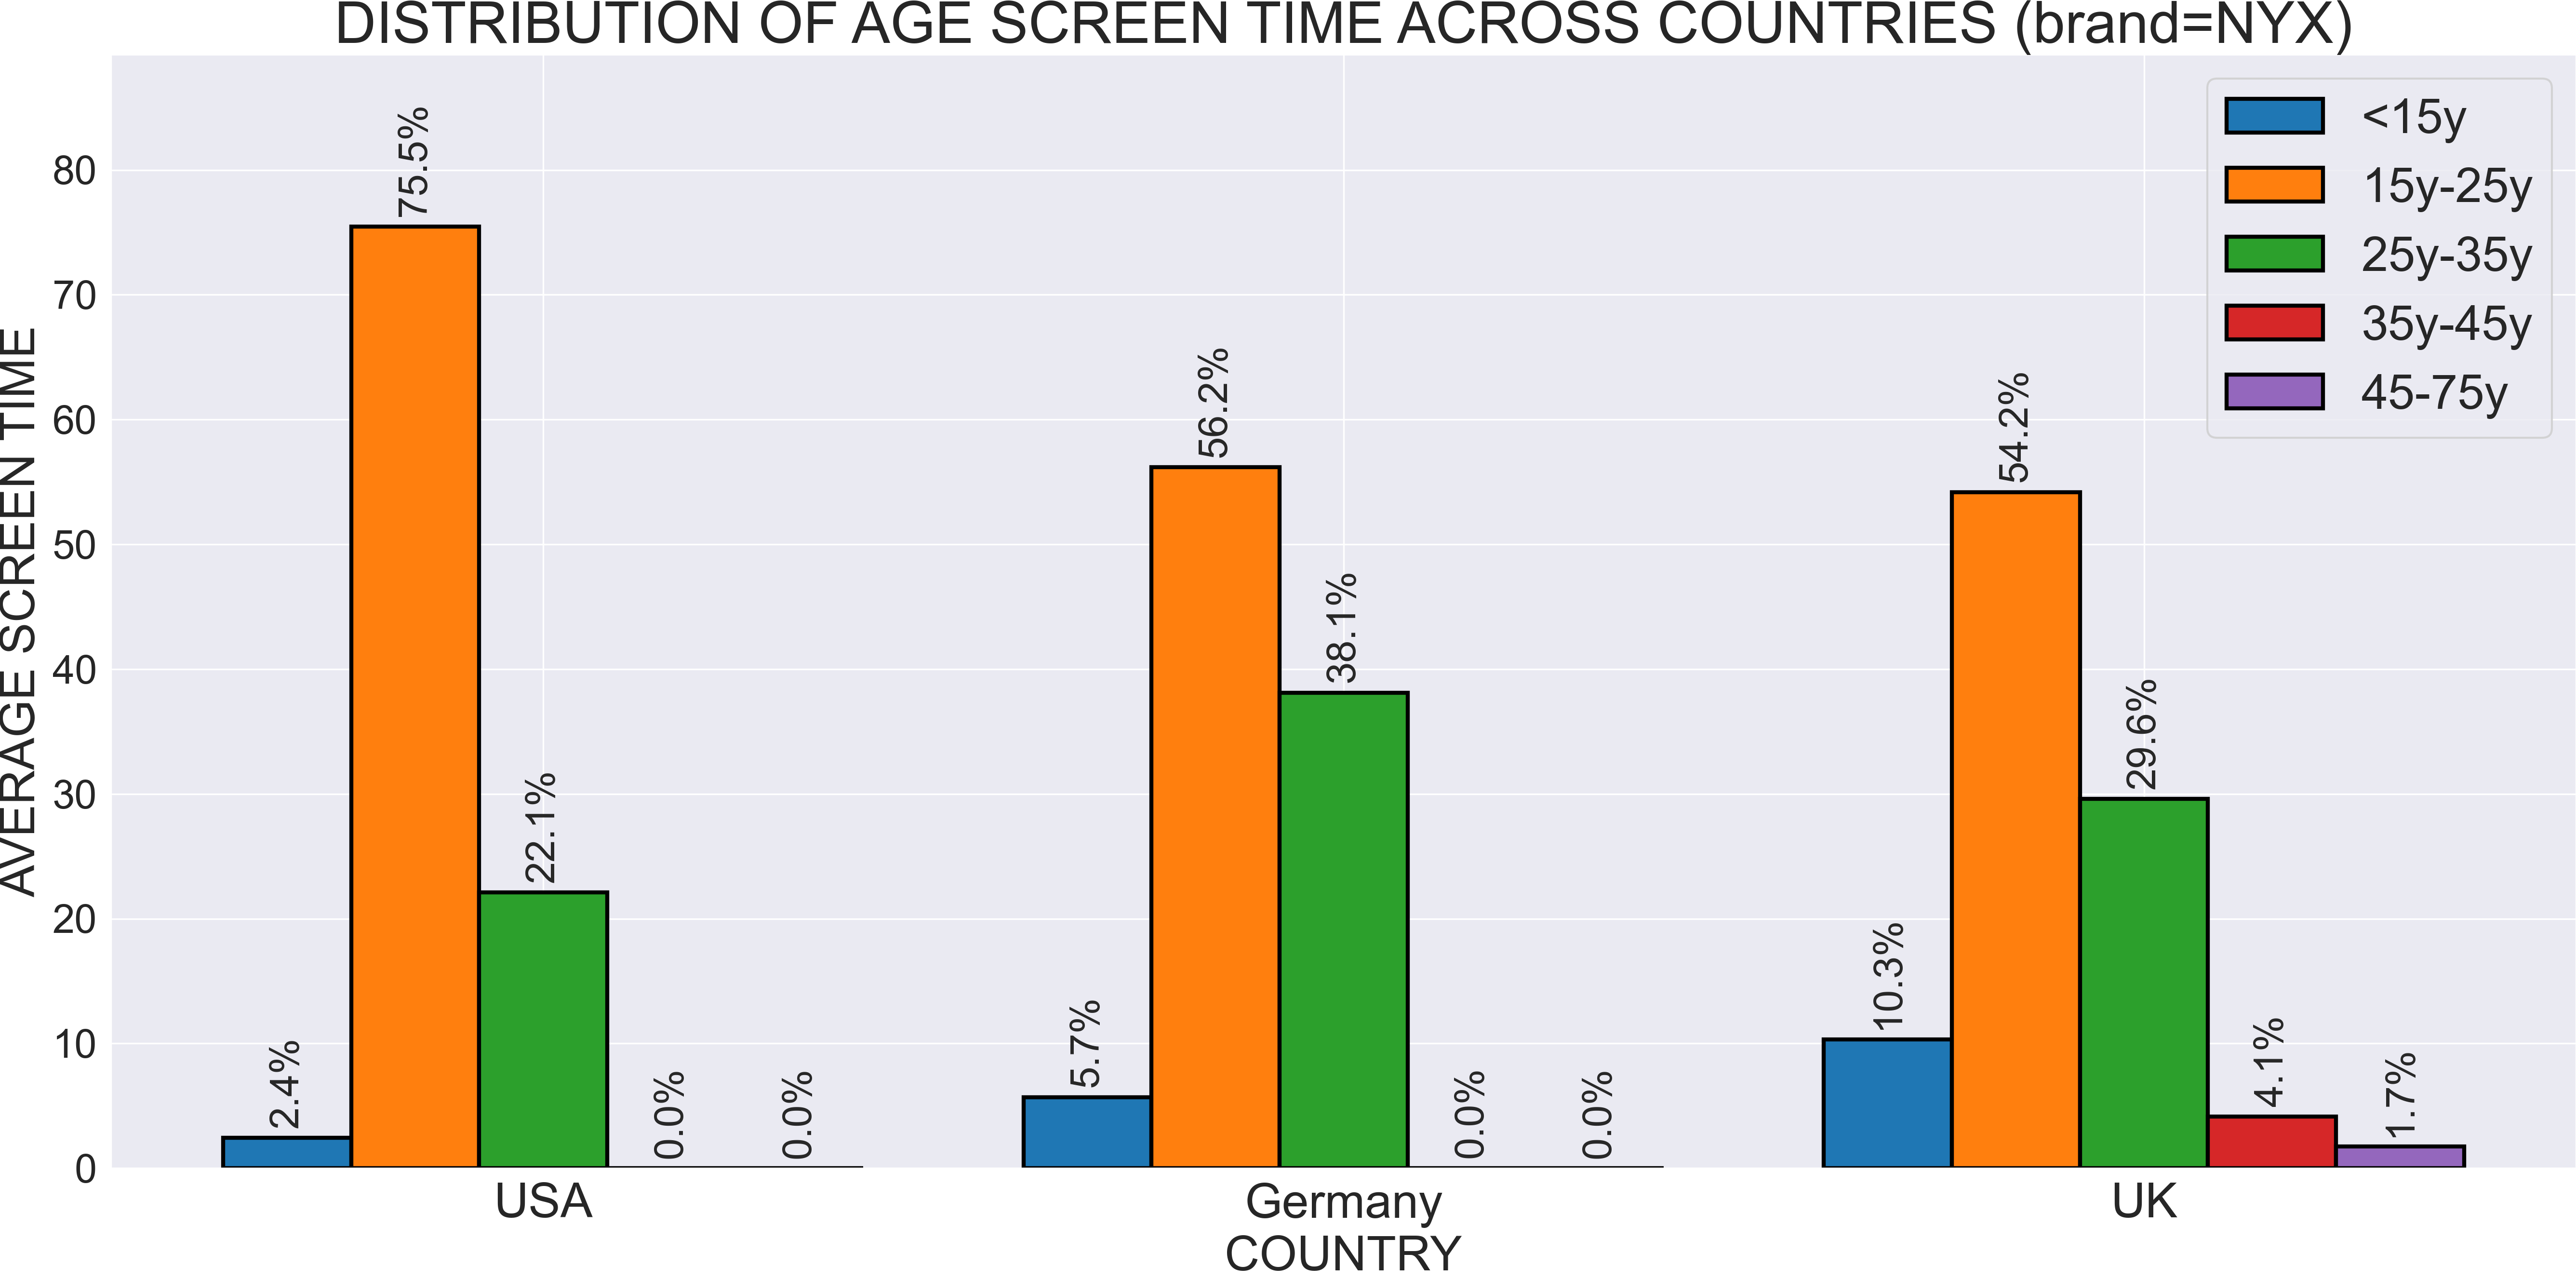 DISTRIBUTION OF AGE SCREEN TIME ACROSS COUNTRIES (brand=NYX)
<15y
15y-25y
25y-35y
35y-45y
45-75y
AVERAGE SCREEN TIME
80
70
60
50
40
30
20
10
0
2.4%
75.5%
22.1%
0.0%
0.0%
5.7%
56.2%
38.1%
0.0%
0.0%
10.3%
54.2%
29.6%
4.1%
1.7%
USA
Germany
UK
COUNTRY